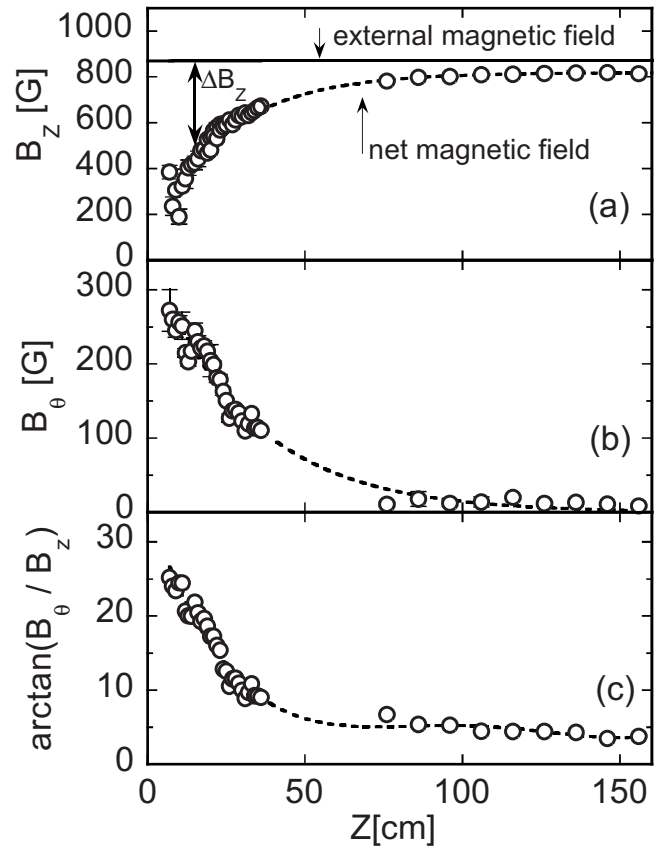 1000
800
600
400
200
0
B_Z [G]
external magnetic field
ΔB_Z
net magnetic field
(a)
300
200
100
0
B_θ [G]
(b)
30
20
10
0
arctan(B_θ / B_z)
(c)
0 50 100 150
Z[cm]